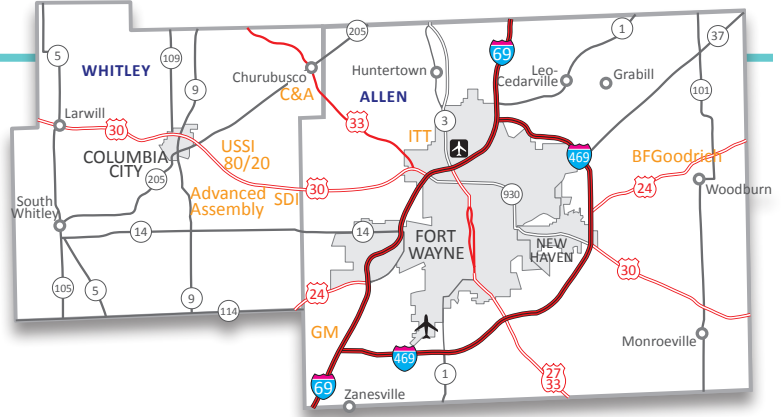 205
1
5
69
37
109
WHITLEY
Huntertown
Leo-
Cedarville
Churubusco
Grabill
9
C&A
ALLEN
101
Larwill
3
33
30
ITT
USSI
80/20
COLUMBIA
CITY
469
BFGoodrich
205
Advanced
Assembly
SDI
30
930
24
Woodburn
South
Whitley
14
14
FORT
WAYNE
NEW
HAVEN
30
105
5
9
24
114
GM
Monroeville
469
27
33
69
1
Zanesville